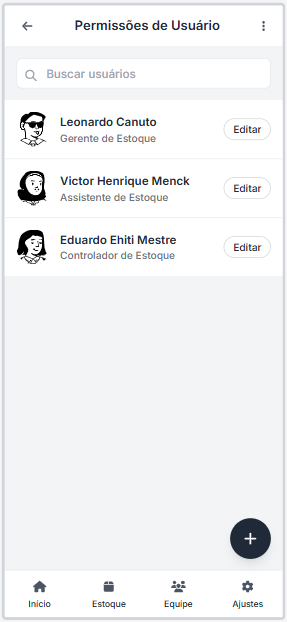 Permissões de Usuário
Buscar usuários
Leonardo Canuto
Gerente de Estoque
Editar
Victor Henrique Menck
Assistente de Estoque
Editar
Eduardo Ehiti Mestre
Controlador de Estoque
Editar
Início
Estoque
Equipe
Ajustes